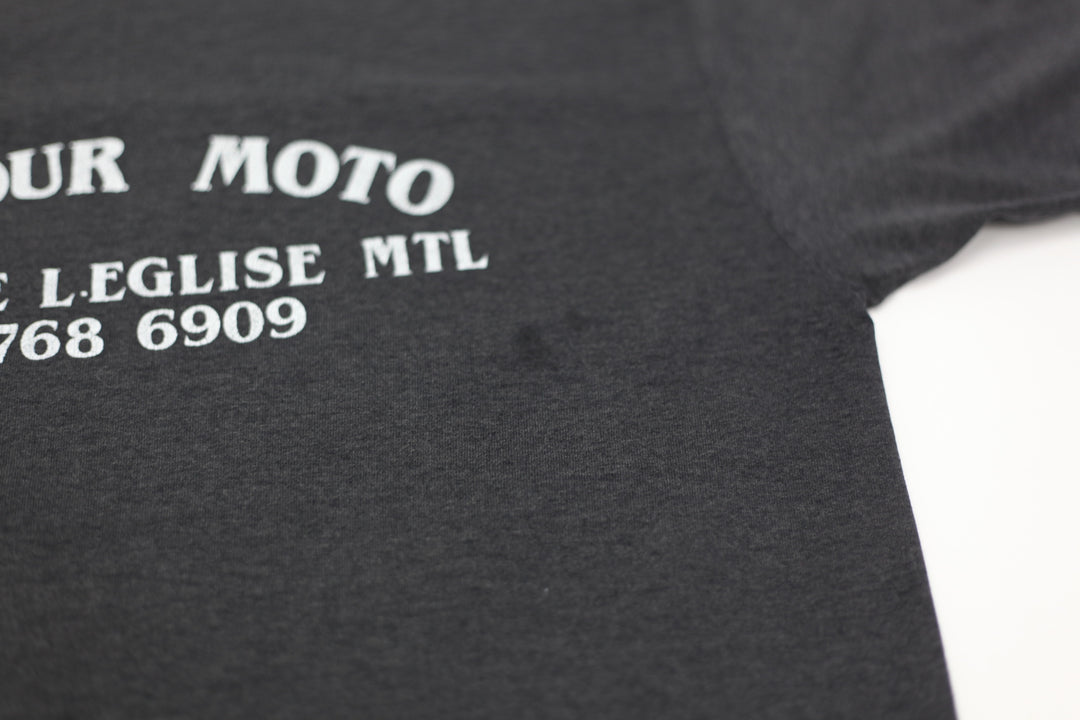 OUR MOTO
E L.EGLISE MTL
768 6909